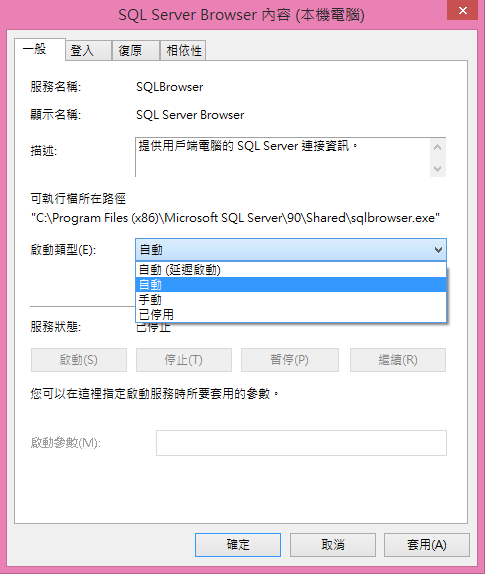 SQL Server Browser 內容 (本機電腦)
一般 登入 復原 相依性
服務名稱: SQLBrowser
顯示名稱: SQL Server Browser
描述: 提供用戶端電腦的 SQL Server 連接資訊。
可執行檔所在路徑
"C:\Program Files (x86)\Microsoft SQL Server\90\Shared\sqlbrowser.exe"
啟動類型(E): 自動
自動 (延遲啟動)
自動
手動
已停用
服務狀態: 已停止
啟動(S) 停止(T) 暫停(P) 繼續(R)
您可以在這裡指定啟動服務時所要套用的參數。
啟動參數(M):
確定 取消 套用(A)